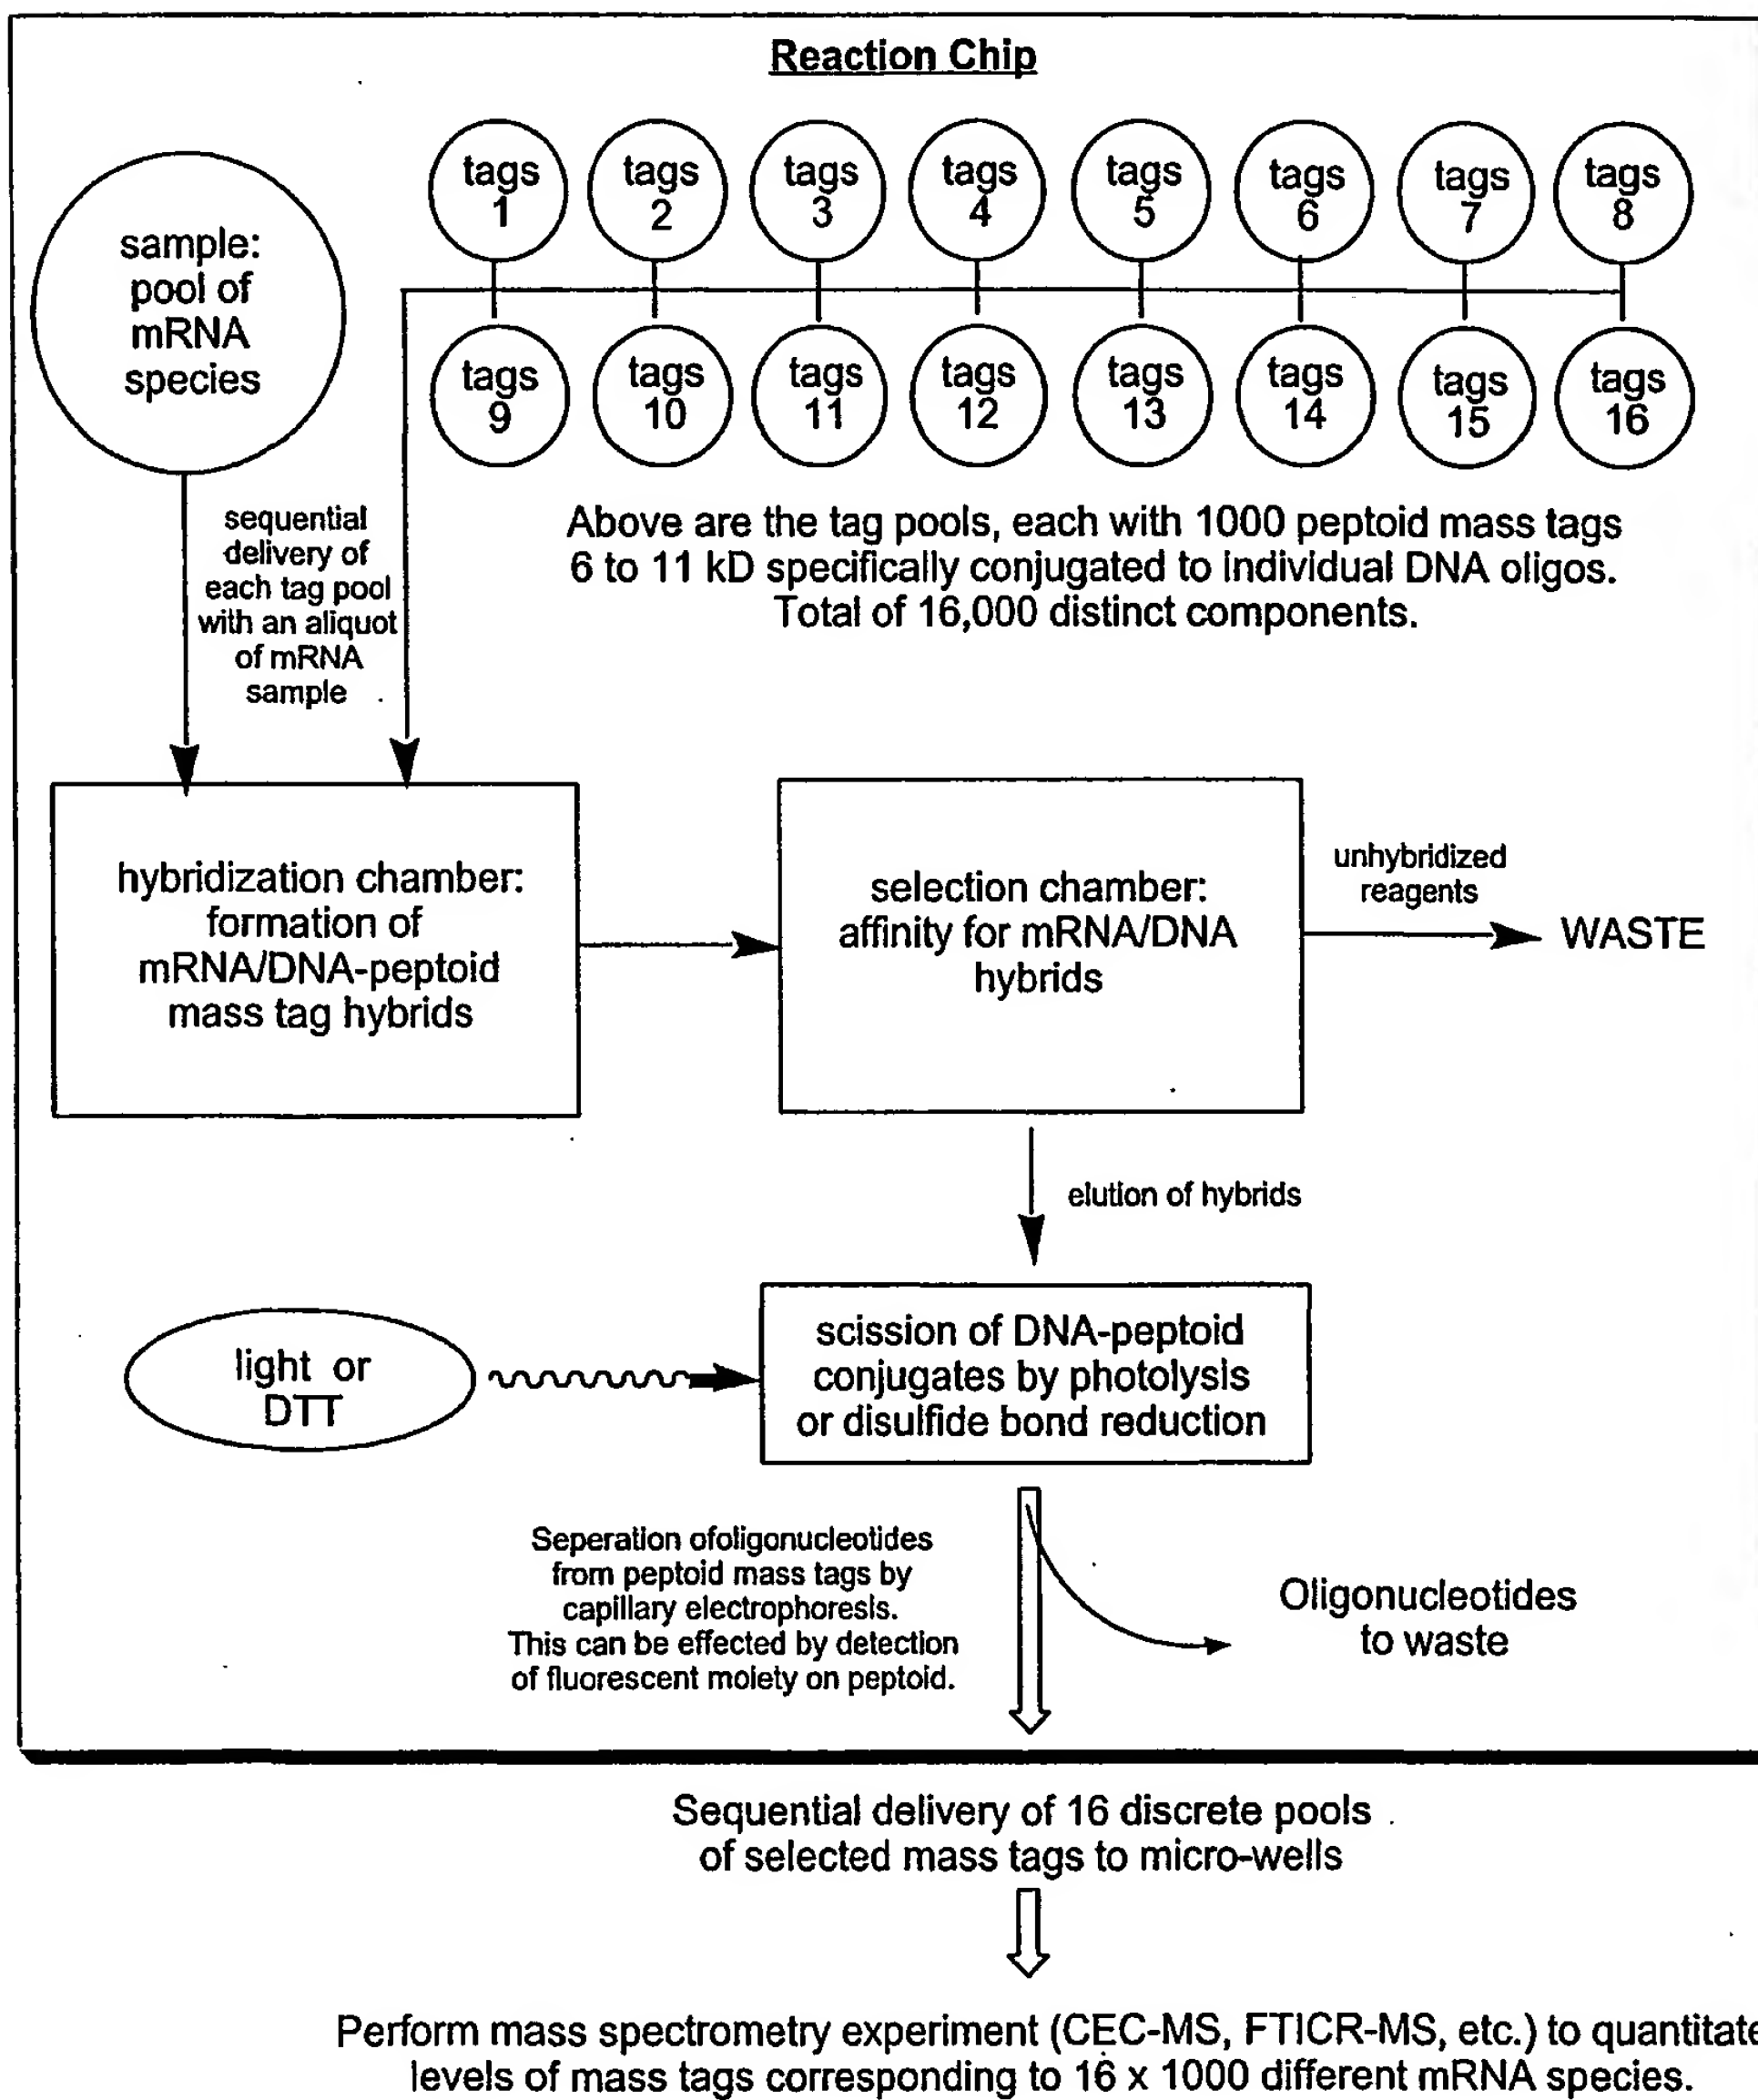 Reaction Chip
sample:
pool of
mRNA
species
tags
1
tags
2
tags
3
tags
4
tags
5
tags
6
tags
7
tags
8
tags
9
tags
10
tags
11
tags
12
tags
13
tags
14
tags
15
tags
16
Above are the tag pools, each with 1000 peptoid mass tags
6 to 11 kD specifically conjugated to individual DNA oligos.
Total of 16,000 distinct components.
sequential
delivery of
each tag pool
with an aliquot
of mRNA
sample
hybridization chamber:
formation of
mRNA/DNA-peptoid
mass tag hybrids
selection chamber:
affinity for mRNA/DNA
hybrids
unhybridized
reagents
WASTE
elution of hybrids
light or
DTT
scission of DNA-peptoid
conjugates by photolysis
or disulfide bond reduction
Seperation ofoligonucleotides
from peptoid mass tags by
capillary electrophoresis.
This can be effected by detection
of fluorescent moiety on peptoid.
Oligonucleotides
to waste
Sequential delivery of 16 discrete pools
of selected mass tags to micro-wells
Perform mass spectrometry experiment (CEC-MS, FTICR-MS, etc.) to quantitate
levels of mass tags corresponding to 16 x 1000 different mRNA species.